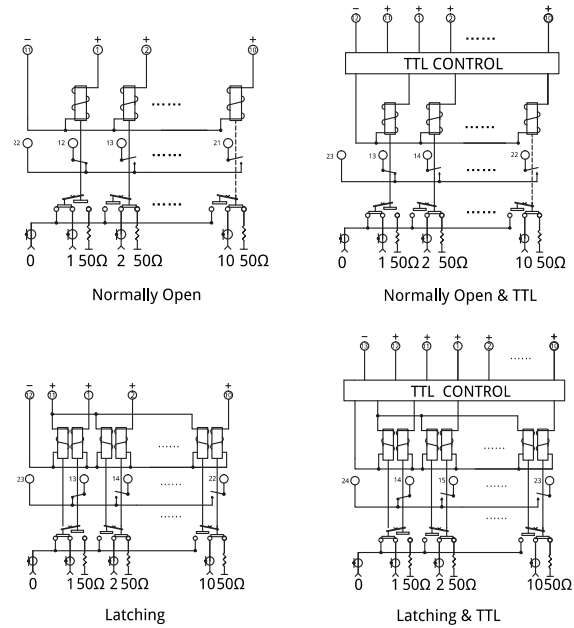 − + + +
11 1 2 10
......
22 12 13 ...... 21
......
0 1 50Ω 2 50Ω 10 50Ω
Normally Open
− + + + ...... +
12 11 1 2 10
TTL CONTROL
......
23 13 14 ...... 22
......
0 1 50Ω 2 50Ω 10 50Ω
Normally Open & TTL
− + + + +
12 11 1 2 10
......
23 13 14 ...... 22
......
0 1 50Ω 2 50Ω 10 50Ω
Latching
− + + + + +
13 12 11 1 2 ...... 10
TTL CONTROL
......
24 14 15 ...... 23
......
0 1 50Ω 2 50Ω 10 50Ω
Latching & TTL